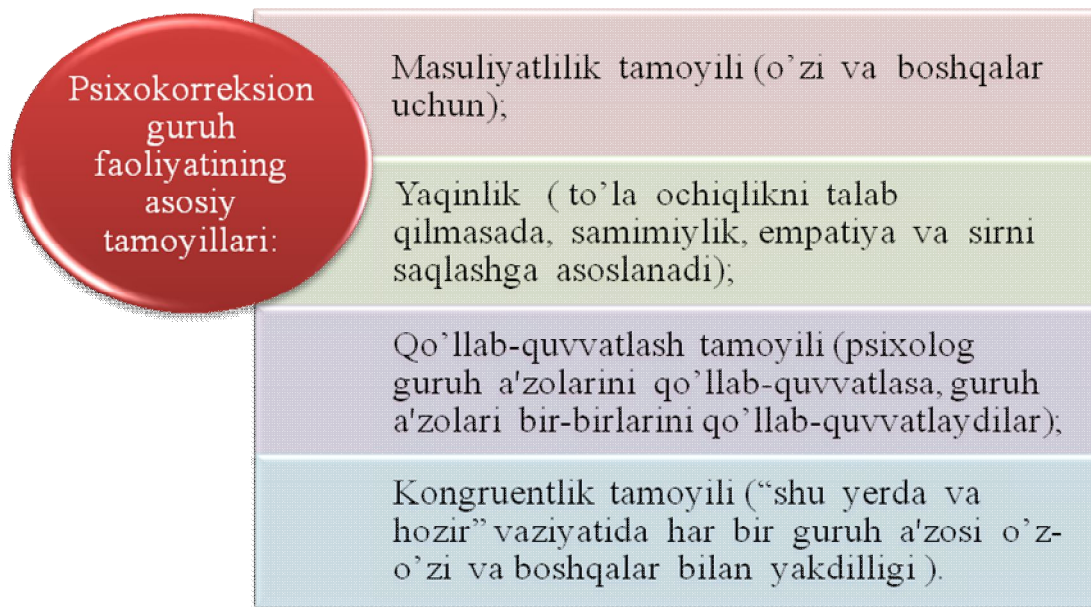 Psixokorreksion
guruh
faoliyatining
asosiy
tamoyillari:
Masuliyatlilik tamoyili (o’zi va boshqalar
uchun);
Yaqinlik ( to’la ochiqlikni talab
qilmasada, samimiylik, empatiya va sirni
saqlashga asoslanadi);
Qo’llab-quvvatlash tamoyili (psixolog
guruh a'zolarini qo’llab-quvvatlasa, guruh
a'zolari bir-birlarini qo’llab-quvvatlaydilar);
Kongruentlik tamoyili (“shu yerda va
hozir” vaziyatida har bir guruh a'zosi o’z-
o’zi va boshqalar bilan yakdilligi ).